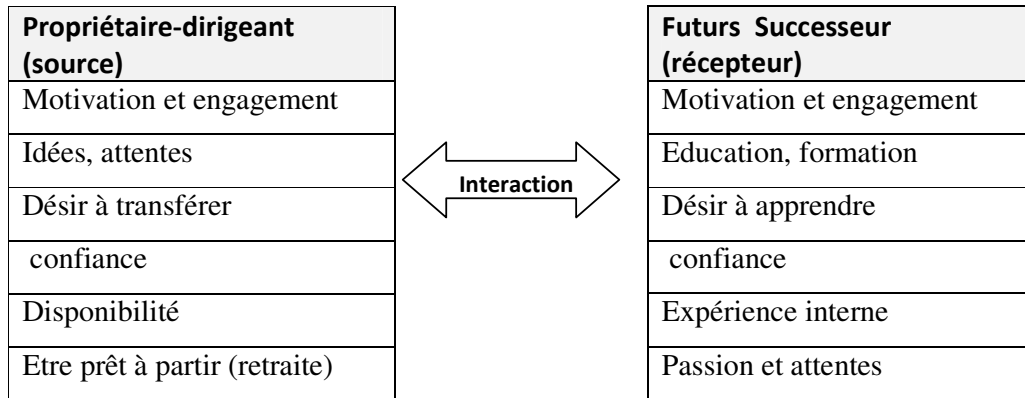 Propriétaire-dirigeant
(source)
Motivation et engagement
Idées, attentes
Désir à transférer
confiance
Disponibilité
Etre prêt à partir (retraite)
Interaction
Futurs Successeur
(récepteur)
Motivation et engagement
Education, formation
Désir à apprendre
confiance
Expérience interne
Passion et attentes